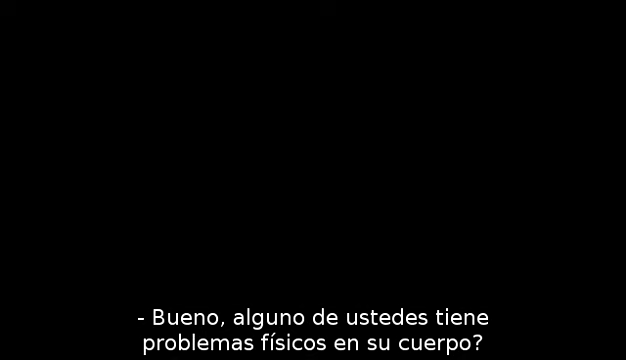 - Bueno, alguno de ustedes tiene
problemas físicos en su cuerpo?